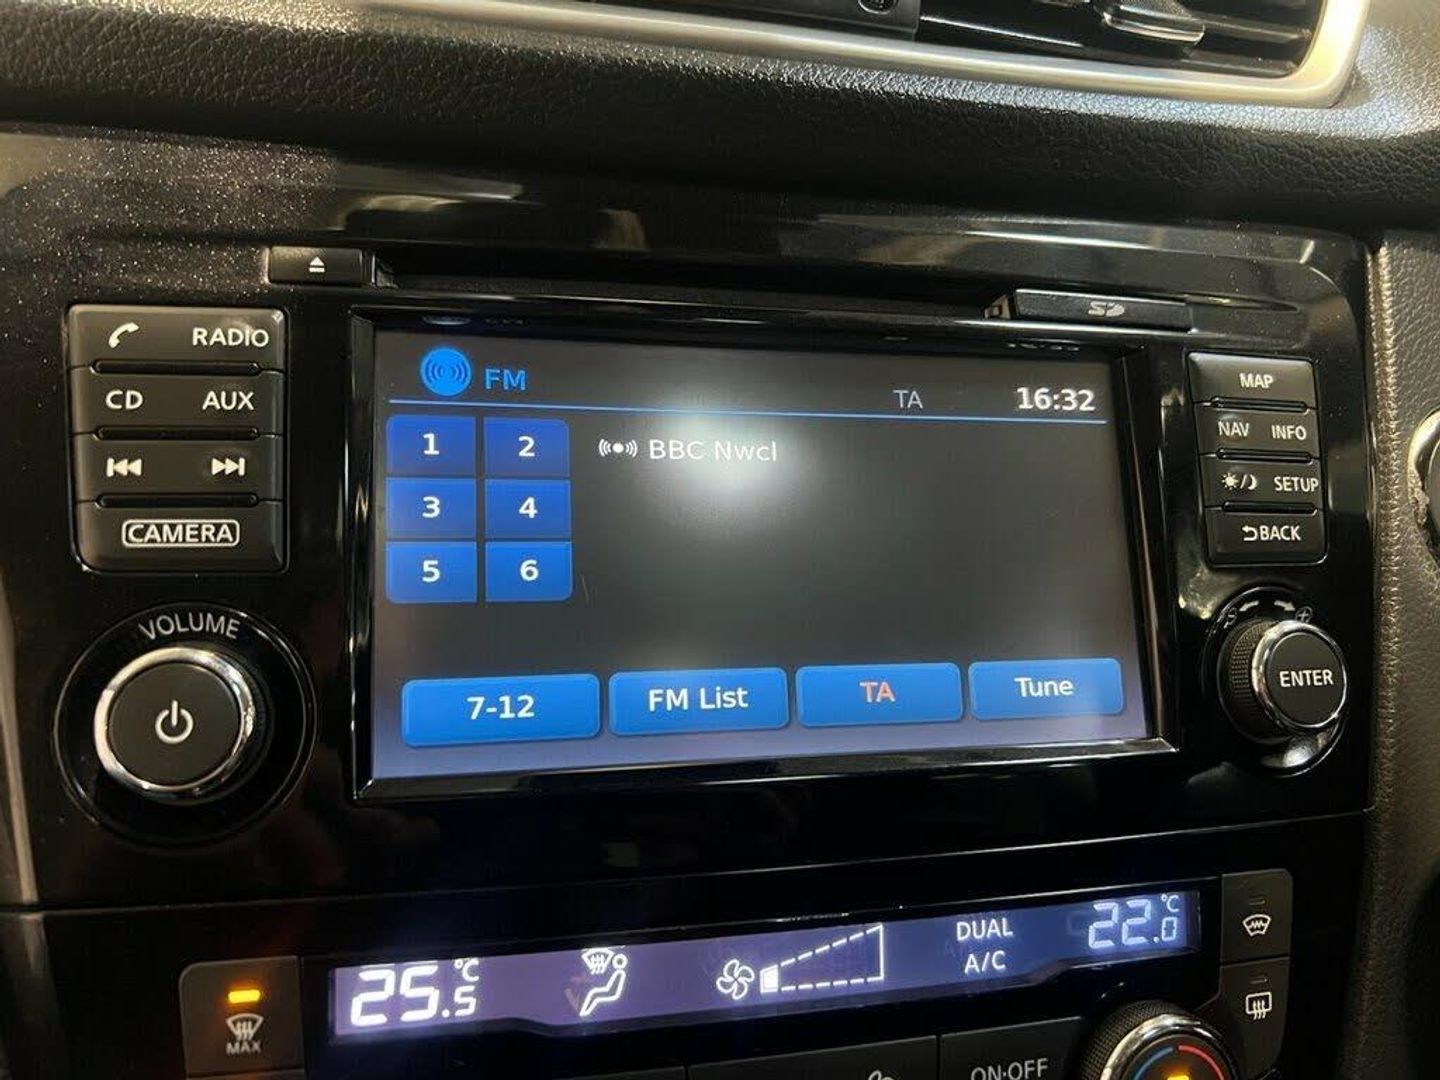 SD
RADIO
CD AUX
CAMERA
VOLUME
FM
TA 16:32
1 2 BBC Nwcl
3 4
5 6
7-12 FM List TA Tune
MAP
NAV INFO
SETUP
BACK
ENTER
25.5 °C
DUAL
A/C
22.0 °C
MAX
ON·OFF